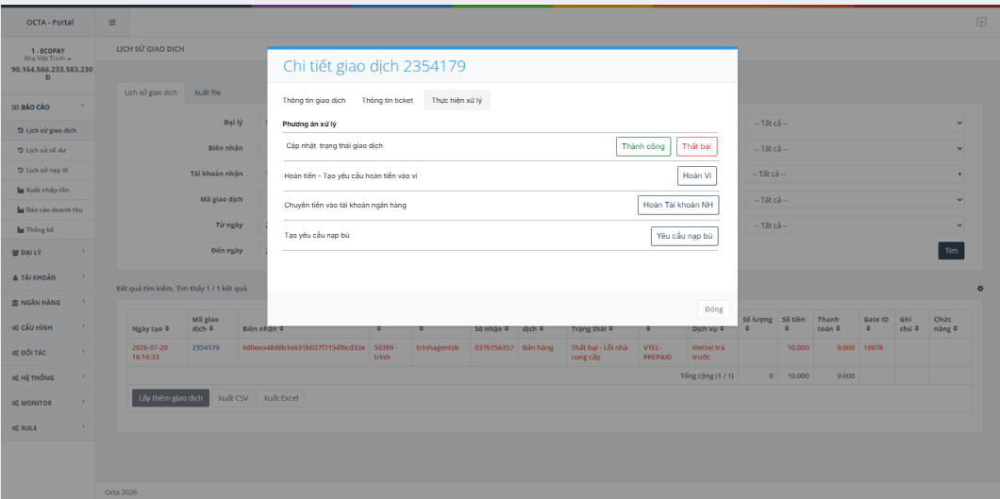 OCTA - Portal
1 - ECOPAY
Kha Việt Trinh
90.164.566.233.583.230
Đ
BÁO CÁO
Lịch sử giao dịch
Lịch sử số dư
Lịch sử nạp lô
Xuất nhập tồn
Báo cáo doanh thu
Thống kê
ĐẠI LÝ
TÀI KHOẢN
NGÂN HÀNG
CẤU HÌNH
ĐỐI TÁC
HỆ THỐNG
MONITOR
RULE
LỊCH SỬ GIAO DỊCH
Lịch sử giao dịch Xuất file
Đại lý
-- Tất cả --
Biên nhận
-- Tất cả --
Tài khoản nhận
-- Tất cả --
Mã giao dịch
-- Tất cả --
Từ ngày
-- Tất cả --
Đến ngày
Tìm
Chi tiết giao dịch 2354179
Thông tin giao dịch Thông tin ticket Thực hiện xử lý
Phương án xử lý
Cập nhật trạng thái giao dịch Thành công Thất bại
Hoàn tiền - Tạo yêu cầu hoàn tiền vào ví Hoàn Ví
Chuyên tiền vào tài khoản ngân hàng Hoàn Tài khoản NH
Tạo yêu cầu nạp bù Yêu cầu nạp bù
Đóng
Kết quả tìm kiếm. Tìm thấy 1 / 1 kết quả.
Ngày tạo Mã giao dịch Biên nhận Số nhận dịch Trạng thái Dịch vụ Số lượng Số tiền Thanh toán Gate ID Ghi chú Chức năng
2026-07-20 16:16:33 2354179 0d0eea48d8b1e631b037f7154f6cd33e 50389 - trinh trinhagentsb 0379756357 Bán hàng Thất bại - Lỗi nhà cung cấp VTEL-PREPAID Viettel trả trước 10.000 9.000 10078
Tổng cộng (1 / 1) 0 10.000 9.000
Lấy thêm giao dịch Xuất CSV Xuất Excel
Octa 2026